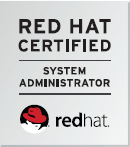 RED HAT
CERTIFIED
SYSTEM
ADMINISTRATOR
redhat.